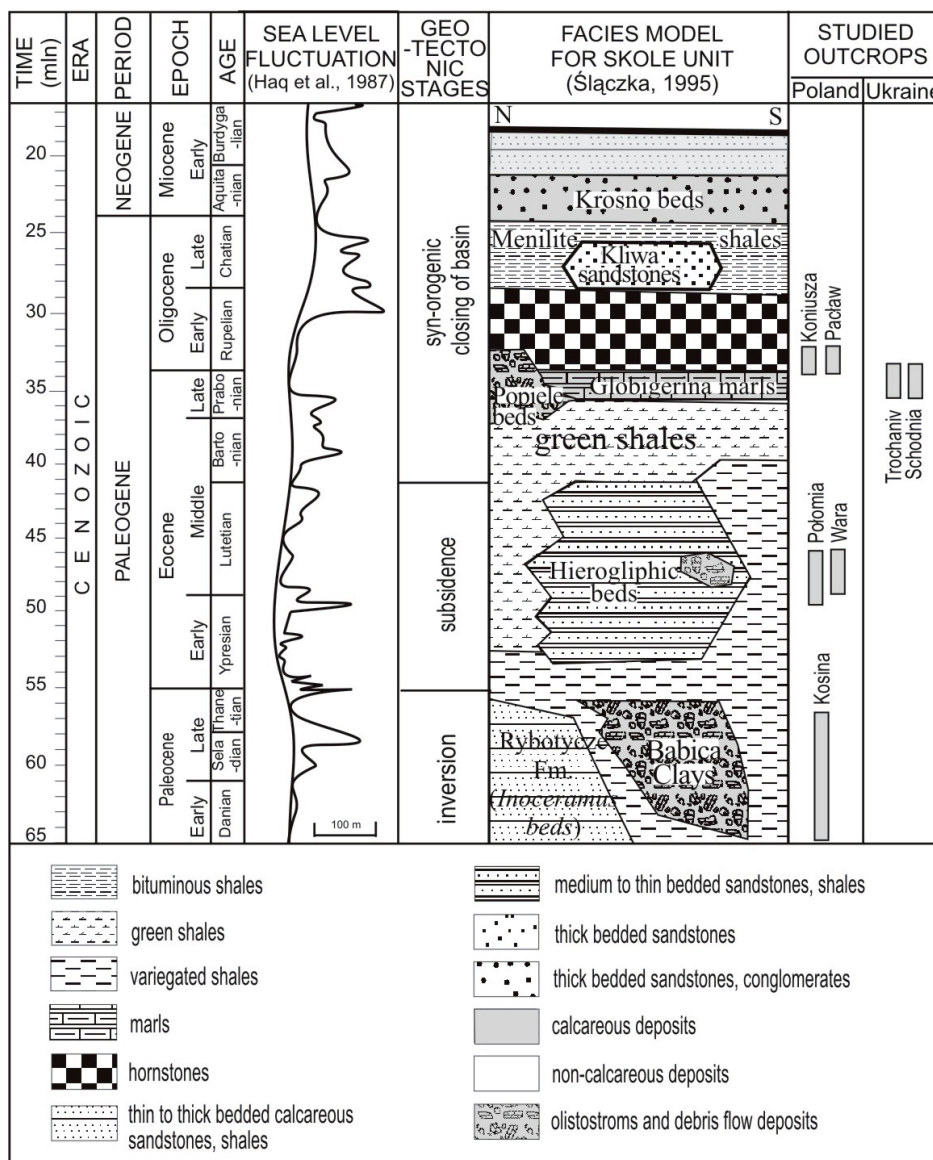 TIME
(mln)
ERA
PERIOD
EPOCH
AGE
SEA LEVEL
FLUCTUATION
(Haq et al., 1987)
GEO
-TECTO
NIC
STAGES
FACIES MODEL
FOR SKOLE UNIT
(Ślączka, 1995)
STUDIED
OUTCROPS
Poland
Ukraine
20
25
30
35
40
45
50
55
60
65
CENOZOIC
NEOGENE
PALEOGENE
Miocene
Early
Oligocene
Late
Early
Eocene
Late
Middle
Early
Paleocene
Late
Early
Burdyga
-lian
Aquita
-nian
Chatian
Rupelian
Prabo
-nian
Barto
-nian
Lutetian
Ypresian
Thane
-tian
Sela
-dian
Danian
100 m
syn-orogenic
closing of basin
subsidence
inversion
N S
Krosno beds
Menilite shales
Kliwa
sandstones
Globigerina marls
Popiele
beds
green shales
Hierogliphic
beds
Rybotycze
Fm.
(Inoceramus
beds)
Babica
Clays
Koniusza
Pacław
Połomia
Wara
Kosina
Trochaniv
Schodnia
bituminous shales
green shales
variegated shales
marls
hornstones
thin to thick bedded calcareous
sandstones, shales
medium to thin bedded sandstones, shales
thick bedded sandstones
thick bedded sandstones, conglomerates
calcareous deposits
non-calcareous deposits
olistostroms and debris flow deposits